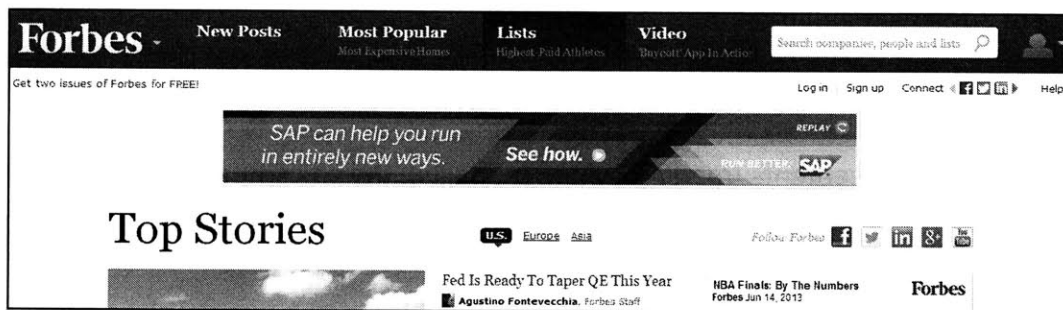 Forbes
New Posts
Most Popular
Most Expensive Homes
Lists
Highest-Paid Athletes
Video
'Boycott' App In Action
Search companies, people and lists
Get two issues of Forbes for FREE!
Log in Sign up Connect Help
SAP can help you run
in entirely new ways.
See how.
REPLAY
RUN BETTER. SAP
Top Stories
U.S. Europe Asia
Follow Forbes
f in g+ You Tube
Fed Is Ready To Taper QE This Year
Agustino Fontevecchia, Forbes Staff
NBA Finals: By The Numbers
Forbes Jun 14, 2013
Forbes